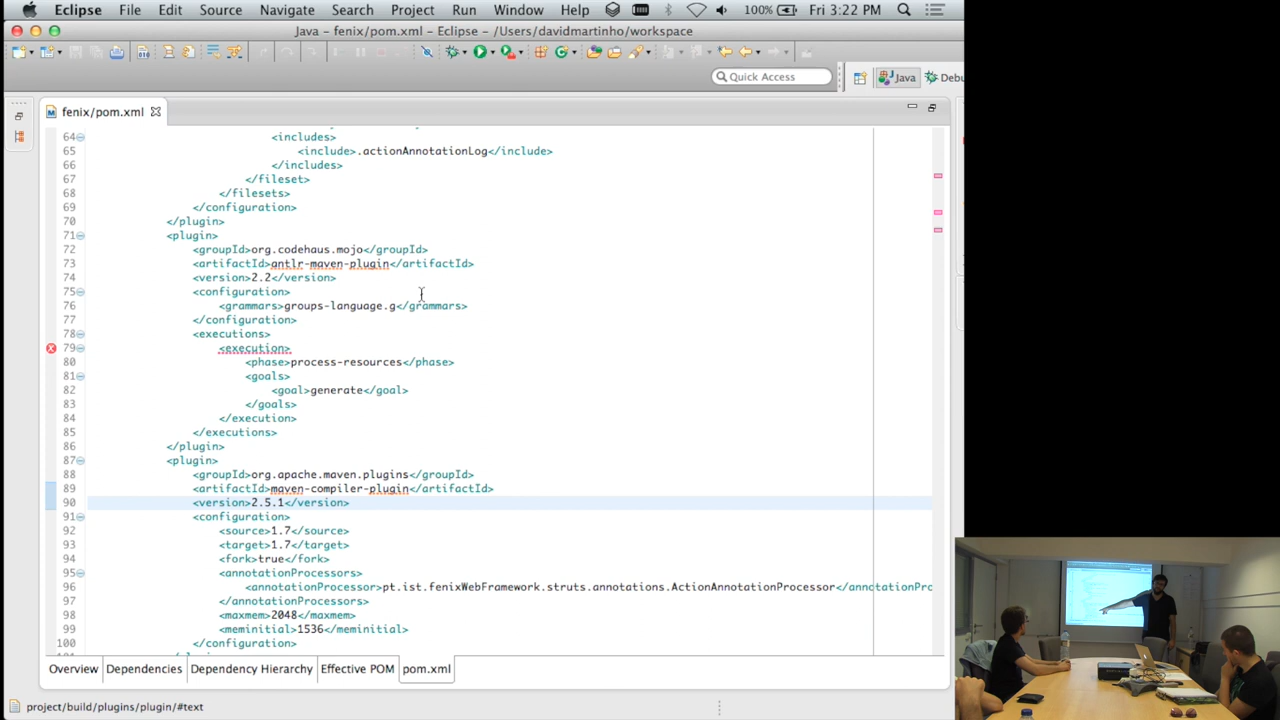 Eclipse File Edit Source Navigate Search Project Run Window Help 100% Fri 3:22 PM
Java - fenix/pom.xml - Eclipse - /Users/davidmartinho/workspace
Quick Access Java Debu
fenix/pom.xml
64 <includes>
65 <include>.actionAnnotationLog</include>
66 </includes>
67 </fileset>
68 </filesets>
69 </configuration>
70 </plugin>
71 <plugin>
72 <groupId>org.codehaus.mojo</groupId>
73 <artifactId>antlr-maven-plugin</artifactId>
74 <version>2.2</version>
75 <configuration>
76 <grammars>groups-language.g</grammars>
77 </configuration>
78 <executions>
79 <execution>
80 <phase>process-resources</phase>
81 <goals>
82 <goal>generate</goal>
83 </goals>
84 </execution>
85 </executions>
86 </plugin>
87 <plugin>
88 <groupId>org.apache.maven.plugins</groupId>
89 <artifactId>maven-compiler-plugin</artifactId>
90 <version>2.5.1</version>
91 <configuration>
92 <source>1.7</source>
93 <target>1.7</target>
94 <fork>true</fork>
95 <annotationProcessors>
96 <annotationProcessor>pt.ist.fenixWebFramework.struts.annotations.ActionAnnotationProcessor</annotationPro
97 </annotationProcessors>
98 <maxmem>2048</maxmem>
99 <meminitial>1536</meminitial>
100 </configuration>
Overview Dependencies Dependency Hierarchy Effective POM pom.xml
project/build/plugins/plugin/#text